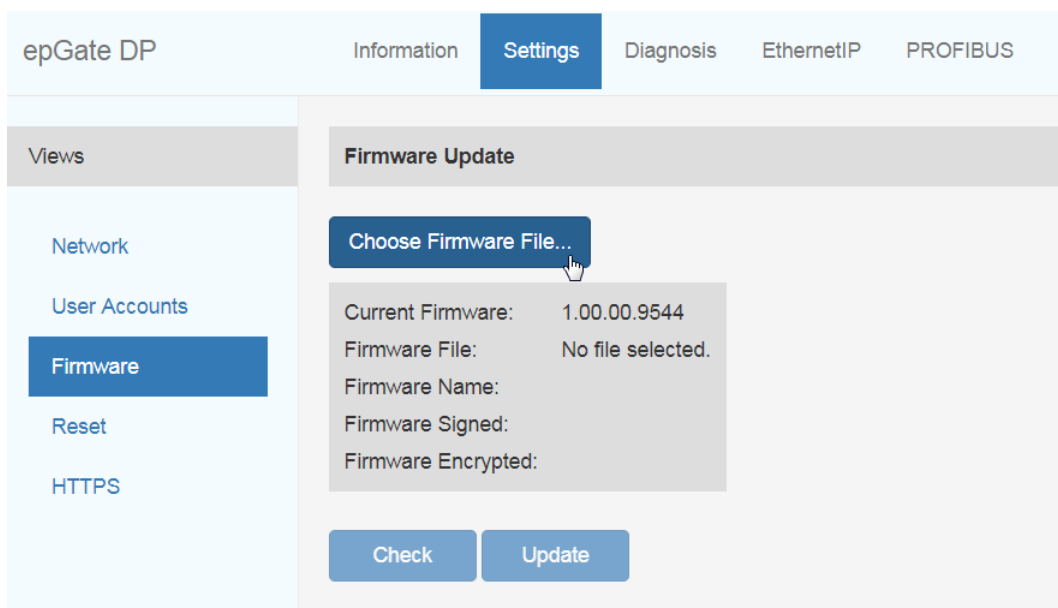 epGate DP
Information Settings Diagnosis EthernetIP PROFIBUS
Views
Network
User Accounts
Firmware
Reset
HTTPS
Firmware Update
Choose Firmware File...
Current Firmware: 1.00.00.9544
Firmware File: No file selected.
Firmware Name:
Firmware Signed:
Firmware Encrypted:
Check Update